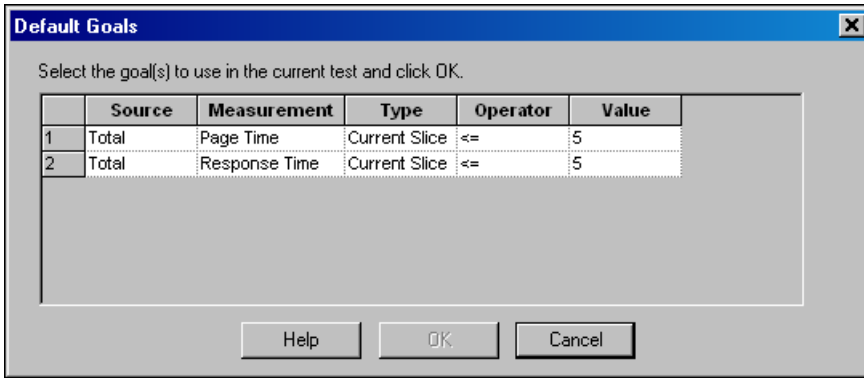 Default Goals
Select the goal(s) to use in the current test and click OK.
Source Measurement Type Operator Value
1 Total Page Time Current Slice <= 5
2 Total Response Time Current Slice <= 5
Help OK Cancel